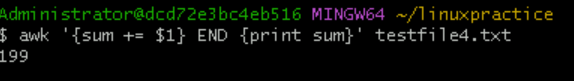 Administrator@dcd72e3bc4eb516 MINGW64 ~/linuxpractice
$ awk '{sum += $1} END {print sum}' testfile4.txt
199